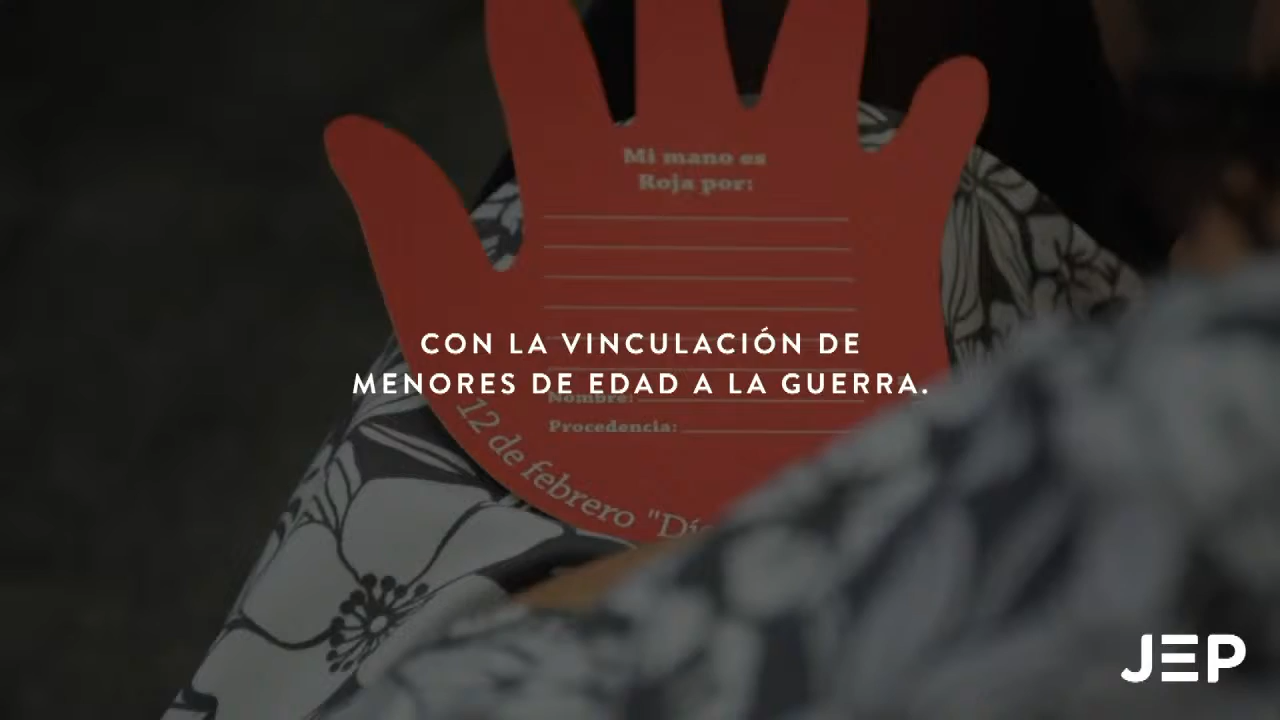 Mi mano es
Roja por:
CON LA VINCULACIÓN DE
MENORES DE EDAD A LA GUERRA.
Nombre:
Procedencia:
12 de febrero "Día
JEP